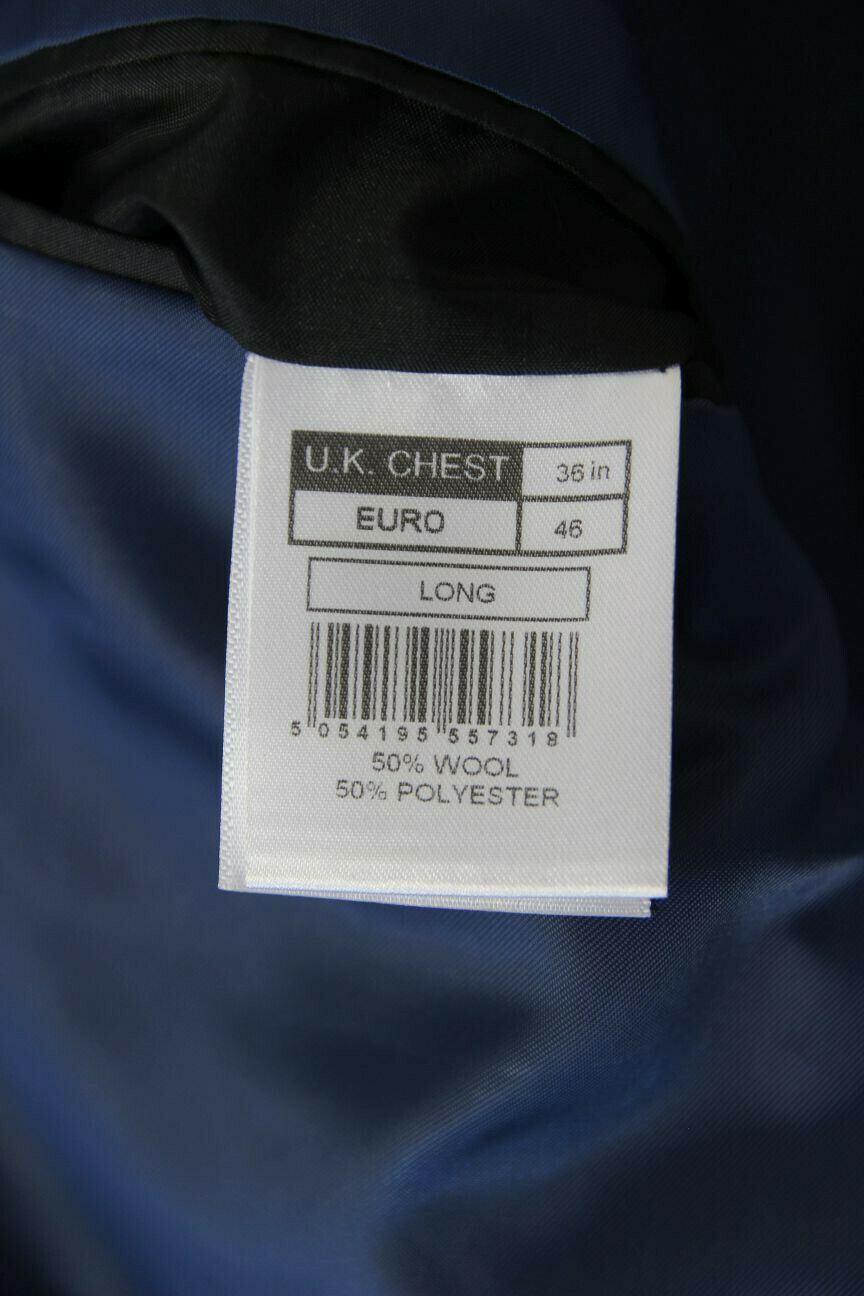 U.K. CHEST 36 in
EURO 46
LONG
5 054195 557318
50% WOOL
50% POLYESTER